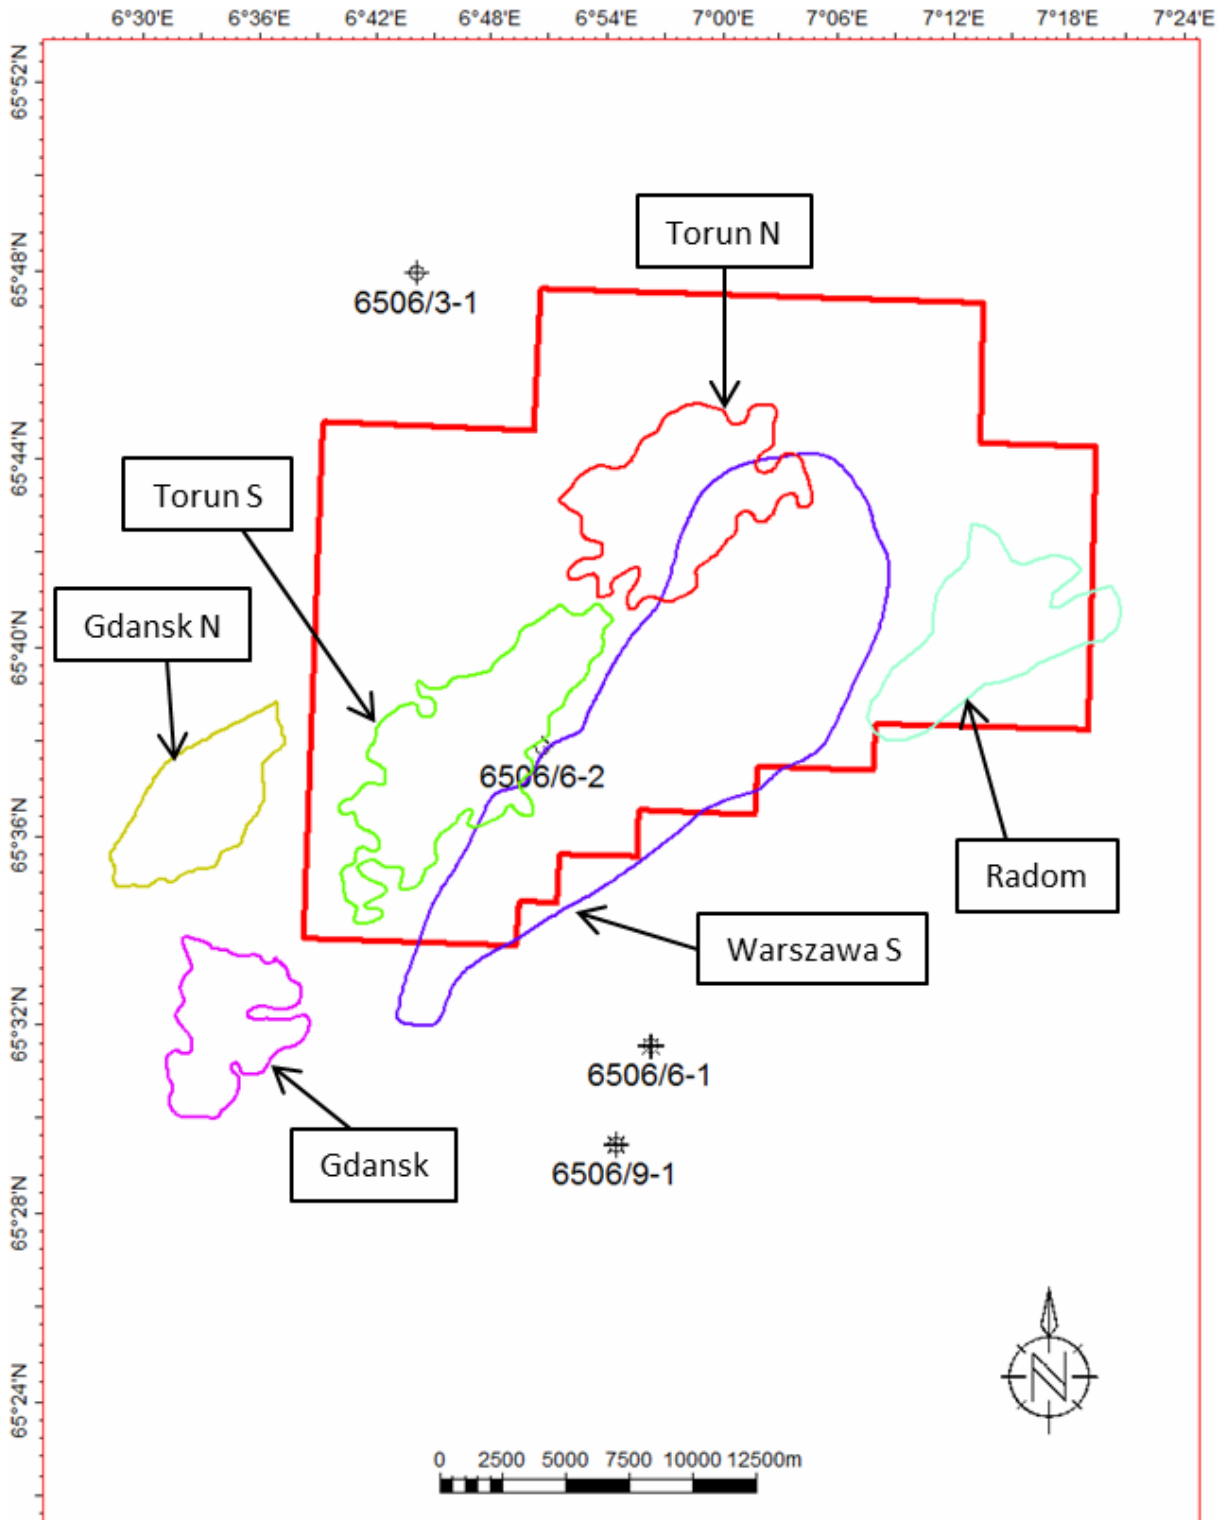 6°30'E 6°36'E 6°42'E 6°48'E 6°54'E 7°00'E 7°06'E 7°12'E 7°18'E 7°24'E
65°52'N
65°48'N
65°44'N
65°40'N
65°36'N
65°32'N
65°28'N
65°24'N
Torun N
6506/3-1
Torun S
Gdansk N
6506/6-2
Radom
Warszawa S
6506/6-1
Gdansk
6506/9-1
N
0 2500 5000 7500 10000 12500m